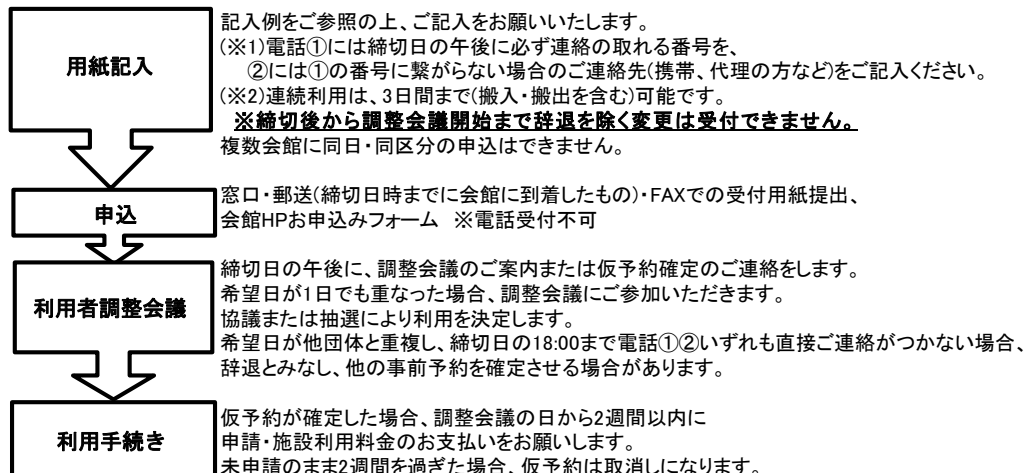 用紙記入
記入例をご参照の上、ご記入をお願いいたします。
(※1)電話①には締切日の午後に必ず連絡の取れる番号を、
②には①の番号に繋がらない場合のご連絡先(携帯、代理の方など)をご記入ください。
(※2)連続利用は、3日間まで(搬入・搬出を含む)可能です。
※締切後から調整会議開始まで辞退を除く変更は受付できません。
複数会館に同日・同区分の申込はできません。
申込
窓口・郵送(締切日時までに会館に到着したもの)・FAXでの受付用紙提出、
会館HPお申込みフォーム ※電話受付不可
利用者調整会議
締切日の午後に、調整会議のご案内または仮予約確定のご連絡をします。
希望日が1日でも重なった場合、調整会議にご参加いただきます。
協議または抽選により利用を決定します。
希望日が他団体と重複し、締切日の18:00まで電話①②いずれも直接ご連絡がつかない場合、
辞退とみなし、他の事前予約を確定させる場合があります。
利用手続き
仮予約が確定した場合、調整会議の日から2週間以内に
申請・施設利用料金のお支払いをお願いします。
未申請のまま2週間を過ぎた場合、仮予約は取消しになります。